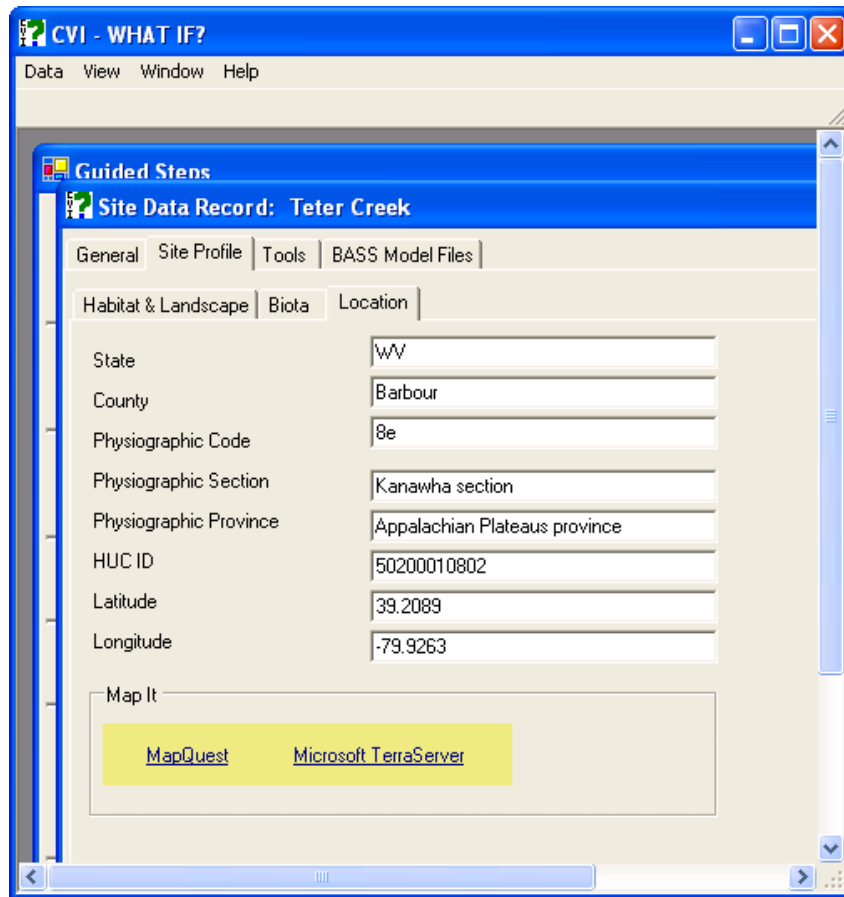 CVI - WHAT IF?
Data View Window Help
Guided Steps
Site Data Record: Teter Creek
General Site Profile Tools BASS Model Files
Habitat & Landscape Biota Location
State WV
County Barbour
Physiographic Code 8e
Physiographic Section Kanawha section
Physiographic Province Appalachian Plateaus province
HUC ID 50200010802
Latitude 39.2089
Longitude -79.9263
Map It
MapQuest Microsoft TerraServer